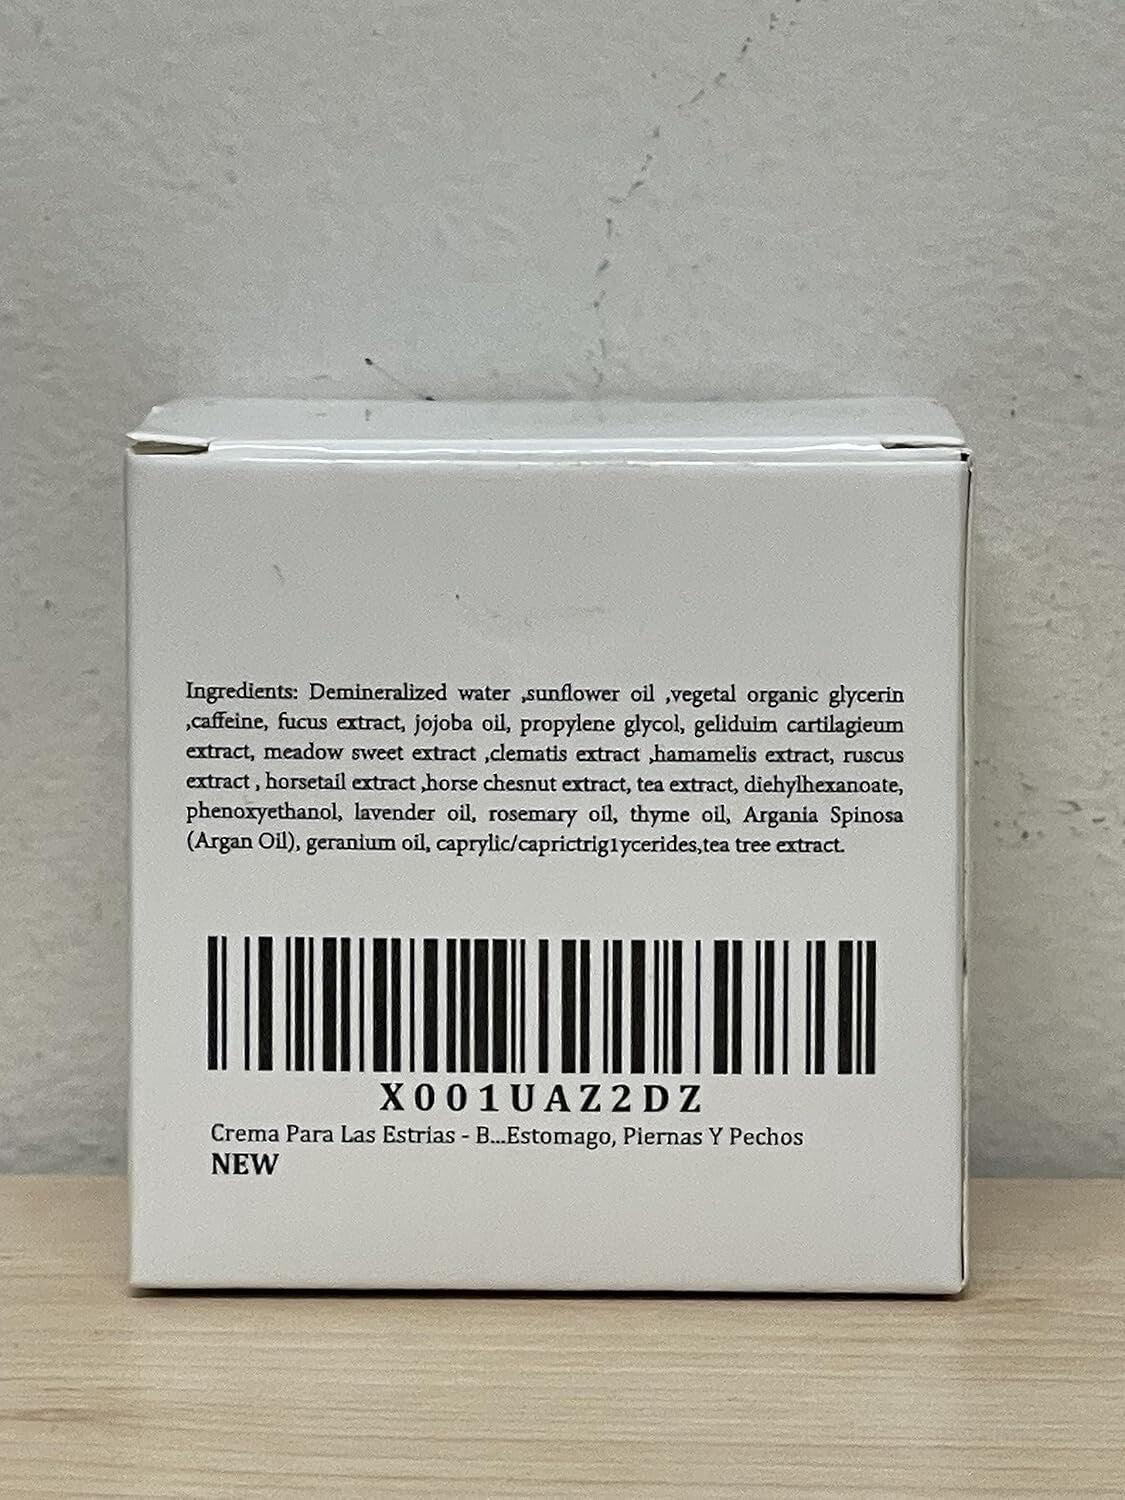 Ingredients: Demineralized water ,sunflower oil ,vegetal organic glycerin
,caffeine, fucus extract, jojoba oil, propylene glycol, geliduim cartilagieum
extract, meadow sweet extract ,clematis extract ,hamamelis extract, ruscus
extract , horsetail extract ,horse chesnut extract, tea extract, diehylhexanoate,
phenoxyethanol, lavender oil, rosemary oil, thyme oil, Argania Spinosa
(Argan Oil), geranium oil, caprylic/caprictrig1ycerides,tea tree extract.
X001UAZ2DZ
Crema Para Las Estrias - B...Estomago, Piernas Y Pechos
NEW